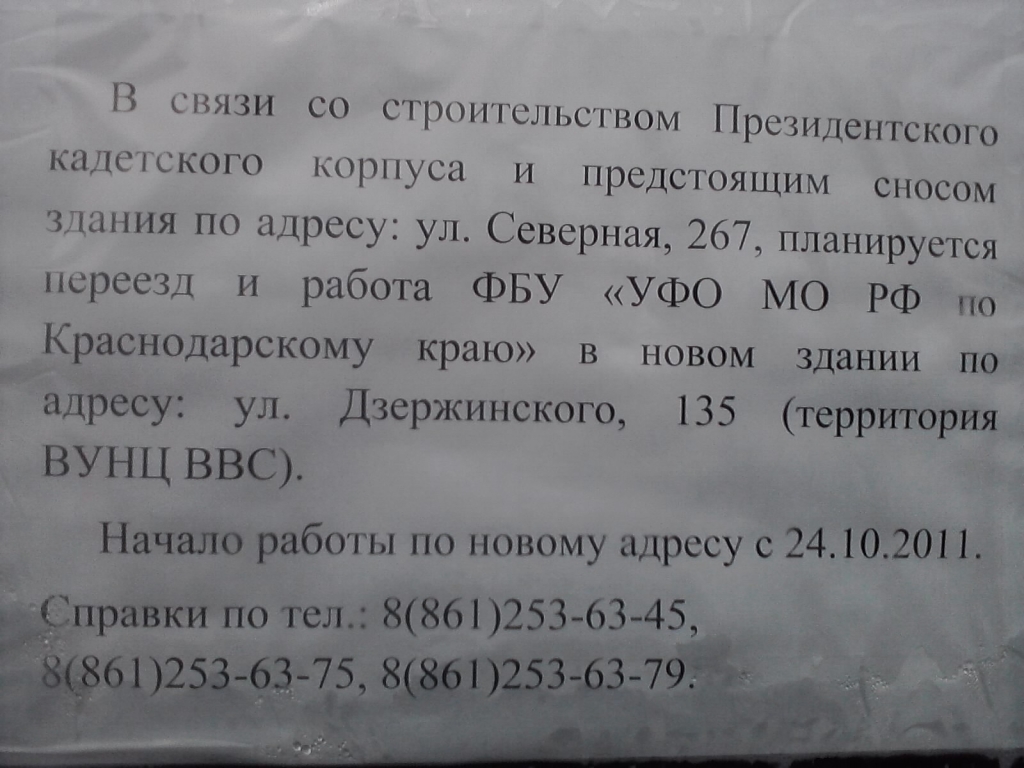 В связи со строительством Президентского
кадетского корпуса и предстоящим сносом
здания по адресу: ул. Северная, 267, планируется
переезд и работа ФБУ «УФО МО РФ по
Краснодарскому краю» в новом здании по
адресу: ул. Дзержинского, 135 (территория
ВУНЦ ВВС).
Начало работы по новому адресу с 24.10.2011.
Справки по тел.: 8(861)253-63-45,
8(861)253-63-75, 8(861)253-63-79.